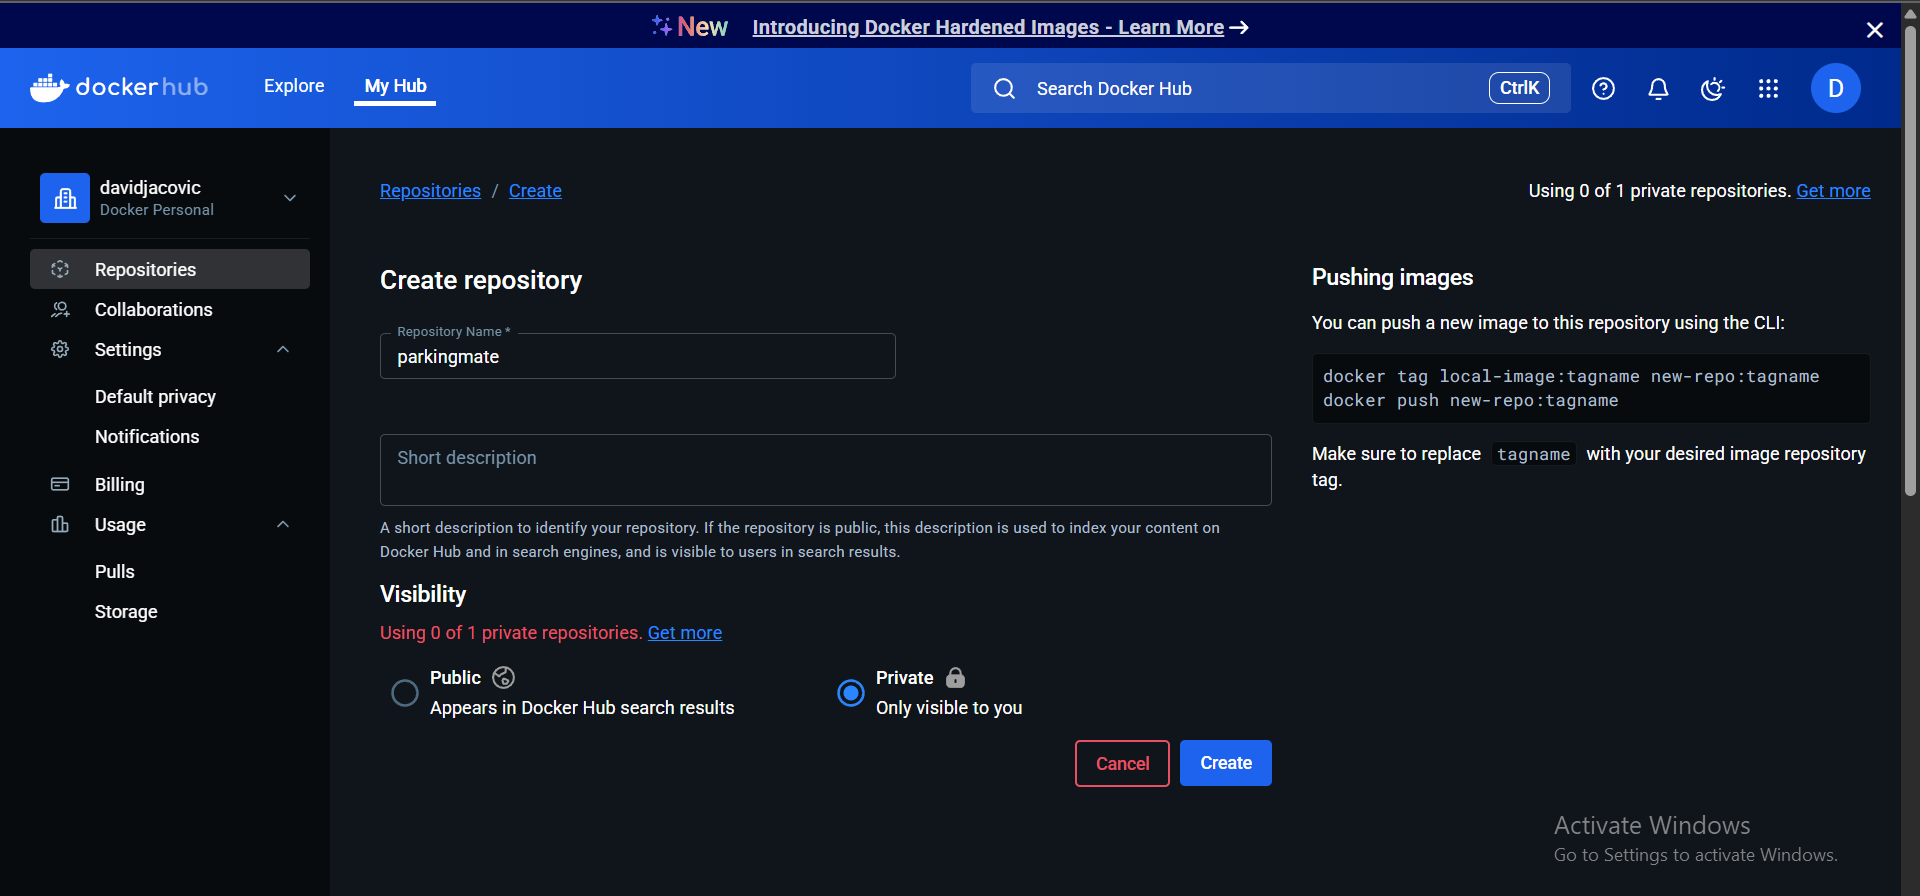 New Introducing Docker Hardened Images - Learn More
dockerhub
Explore
My Hub
Search Docker Hub
CtrlK
D
davidjacovic
Docker Personal
Repositories
Collaborations
Settings
Default privacy
Notifications
Billing
Usage
Pulls
Storage
Repositories / Create
Using 0 of 1 private repositories. Get more
Create repository
Repository Name *
parkingmate
Short description
A short description to identify your repository. If the repository is public, this description is used to index your content on
Docker Hub and in search engines, and is visible to users in search results.
Visibility
Using 0 of 1 private repositories. Get more
Public
Appears in Docker Hub search results
Private
Only visible to you
Cancel
Create
Pushing images
You can push a new image to this repository using the CLI:
docker tag local-image:tagname new-repo:tagname
docker push new-repo:tagname
Make sure to replace tagname with your desired image repository
tag.
Activate Windows
Go to Settings to activate Windows.